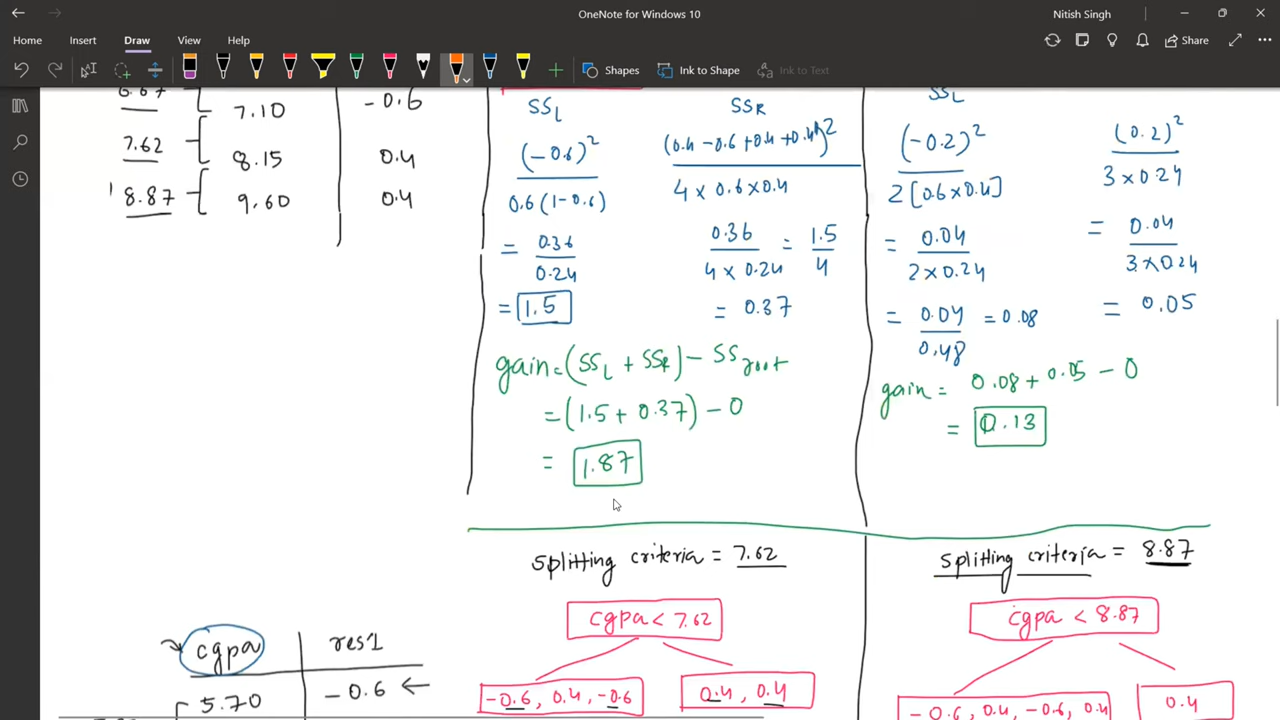 OneNote for Windows 10
Nitish Singh
Home Insert Draw View Help
Share
Shapes Ink to Shape Ink to Text
6.67
7.10 -0.6
7.62
8.15 0.4
8.87
9.60 0.4
SSL SSR
(-0.6)² / 0.6(1-0.6)
(0.4 -0.6 +0.4 +0.4)² / 4 x 0.6 x 0.4
= 0.36 / 0.24
0.36 / 4 x 0.24 = 1.5 / 4
= 1.5
= 0.37
gain = (SSL + SSR) - SSroot
= (1.5 + 0.37) - 0
= 1.87
SSL
(-0.2)² / 2[0.6x0.4]
(0.2)² / 3 x 0.24
= 0.04 / 2 x 0.24
= 0.04 / 3 x 0.24
= 0.04 / 0.48 = 0.08
= 0.05
gain = 0.08 + 0.05 - 0
= 0.13
splitting criteria = 7.62
cgpa < 7.62
-0.6, 0.4, -0.6
0.4, 0.4
splitting criteria = 8.87
cgpa < 8.87
-0.6, 0.4, -0.6, 0.4
0.4
cgpa res1
5.70 -0.6 ←